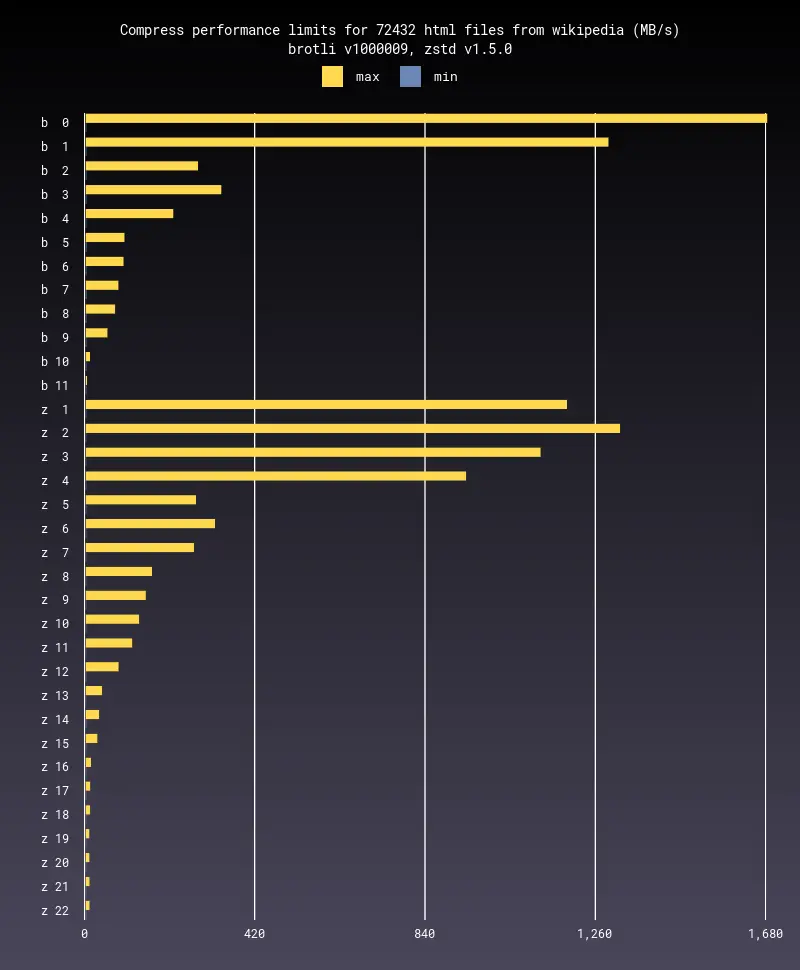 Compress performance limits for 72432 html files from wikipedia (MB/s)
brotli v1000009, zstd v1.5.0
max min
b 0
b 1
b 2
b 3
b 4
b 5
b 6
b 7
b 8
b 9
b 10
b 11
z 1
z 2
z 3
z 4
z 5
z 6
z 7
z 8
z 9
z 10
z 11
z 12
z 13
z 14
z 15
z 16
z 17
z 18
z 19
z 20
z 21
z 22
0 420 840 1,260 1,680